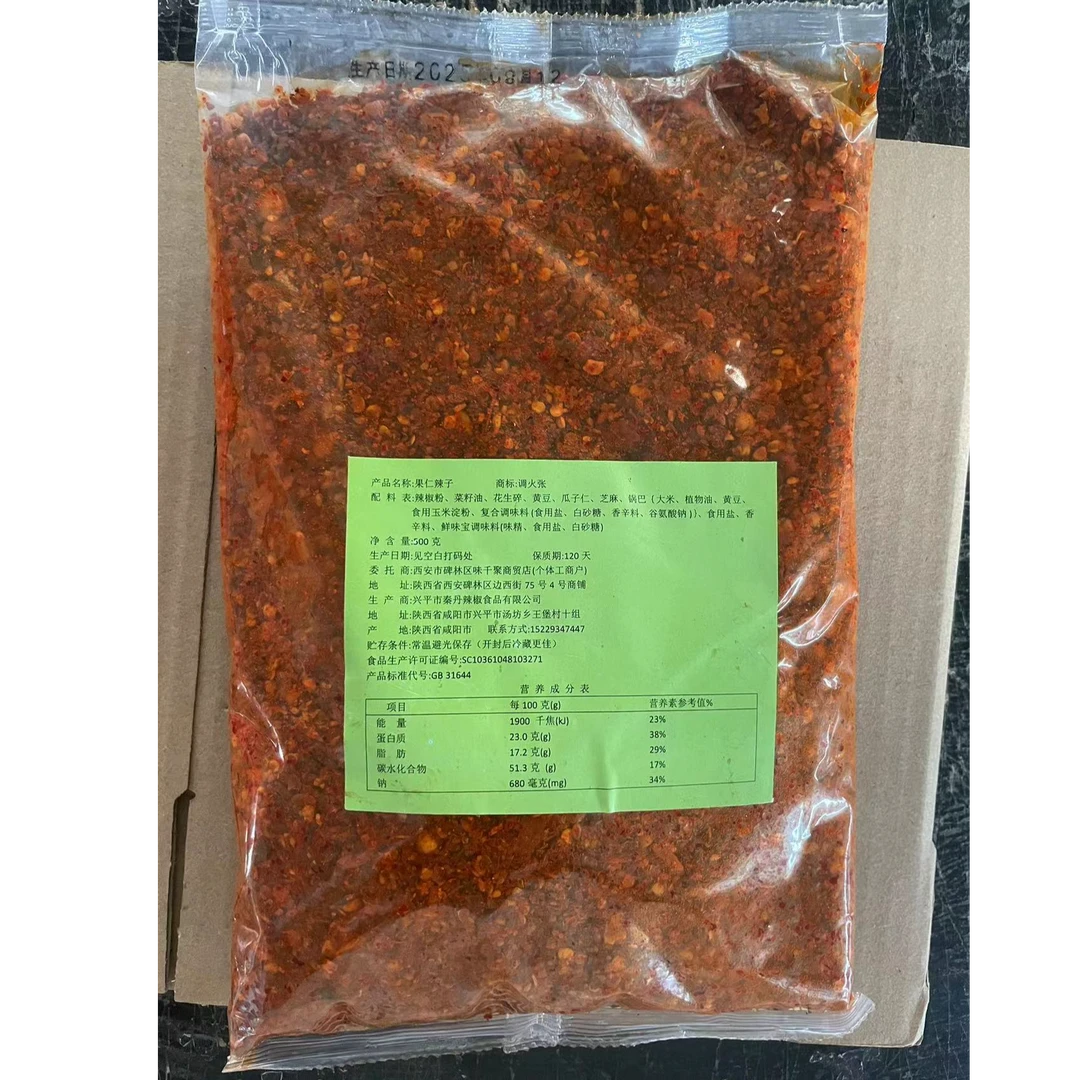 生产日期202 08月12
产品名称:果仁辣子 商标:调火张
配 料 表:辣椒粉、菜籽油、花生碎、黄豆、瓜子仁、芝麻、锅巴{大米、植物油、黄豆、
食用玉米淀粉、复合调味料(食用盐、白砂糖、香辛料、谷氨酸钠)}、食用盐、香
辛料、鲜味宝调味料(味精、食用盐、白砂糖)
净 含 量:500 克
生产日期:见空白打码处 保质期:120 天
委 托 商:西安市碑林区味千聚商贸店(个体工商户)
地 址:陕西省西安碑林区边西街 75 号 4 号商铺
生 产 商:兴平市秦丹辣椒食品有限公司
地 址:陕西省咸阳市兴平市汤坊乡王堡村十组
产 地:陕西省咸阳市 联系方式:15229347447
贮存条件:常温避光保存（开封后冷藏更佳）
食品生产许可证编号:SC10361048103271
产品标准代号:GB 31644
营 养 成 分 表
项目 每 100 克(g) 营养素参考值%
能 量 1900 千焦(kJ) 23%
蛋白质 23.0 克(g) 38%
脂 肪 17.2 克(g) 29%
碳水化合物 51.3 克 (g) 17%
钠 680 毫克(mg) 34%